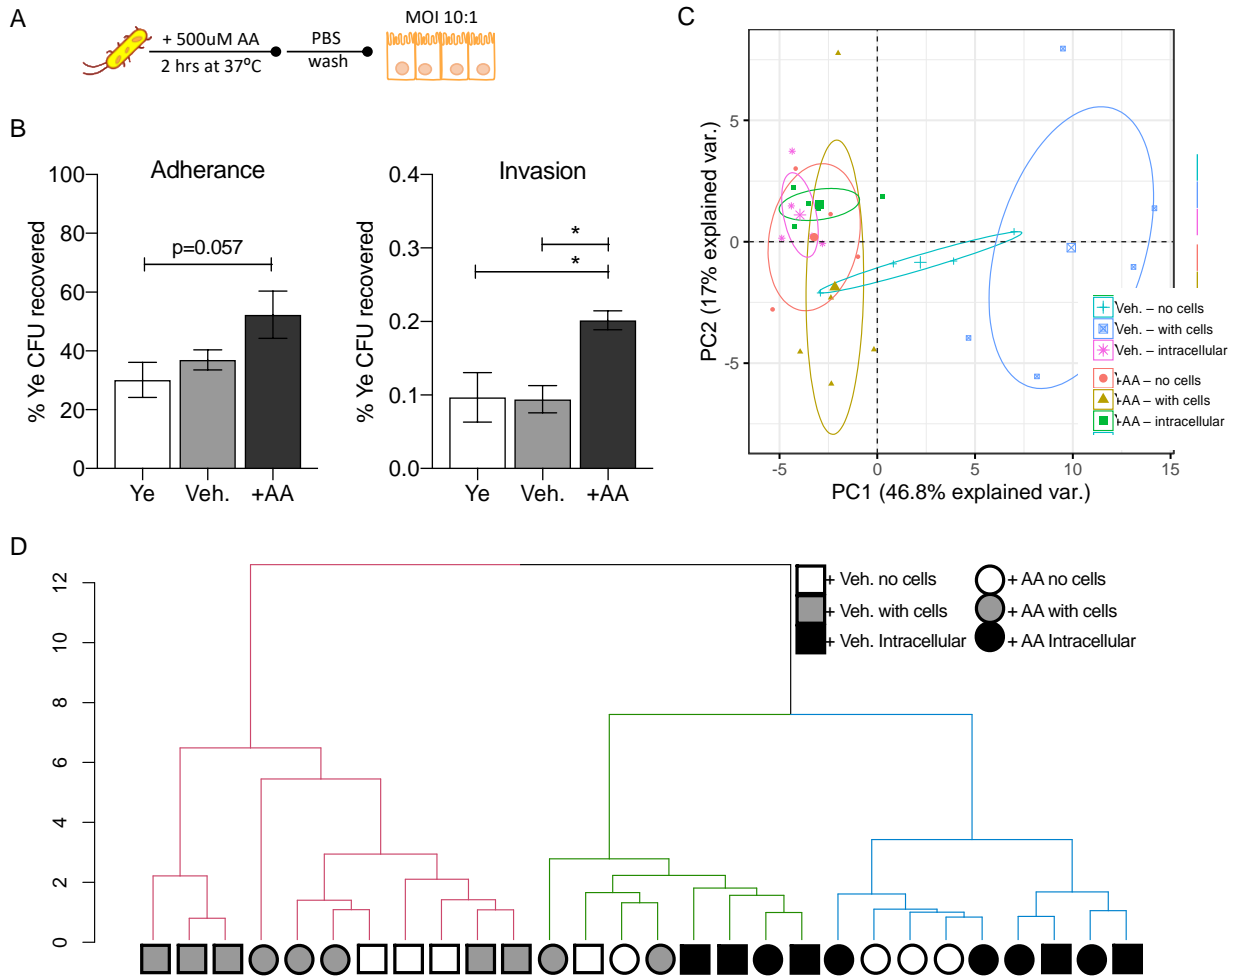 A
+ 500uM AA
2 hrs at 37ºC
PBS
wash
MOI 10:1
B
Adherance
% Ye CFU recovered
100
80
60
40
20
0
p=0.057
Ye
Veh.
+AA
Invasion
% Ye CFU recovered
0.4
0.3
0.2
0.1
0.0
*
*
Ye
Veh.
+AA
C
PC2 (17% explained var.)
5
0
-5
-5
0
5
10
15
PC1 (46.8% explained var.)
Veh. – no cells
Veh. – with cells
Veh. – intracellular
+AA – no cells
+AA – with cells
+AA – intracellular
D
12
10
8
6
4
2
0
+ Veh. no cells
+ Veh. with cells
+ Veh. Intracellular
+ AA no cells
+ AA with cells
+ AA Intracellular